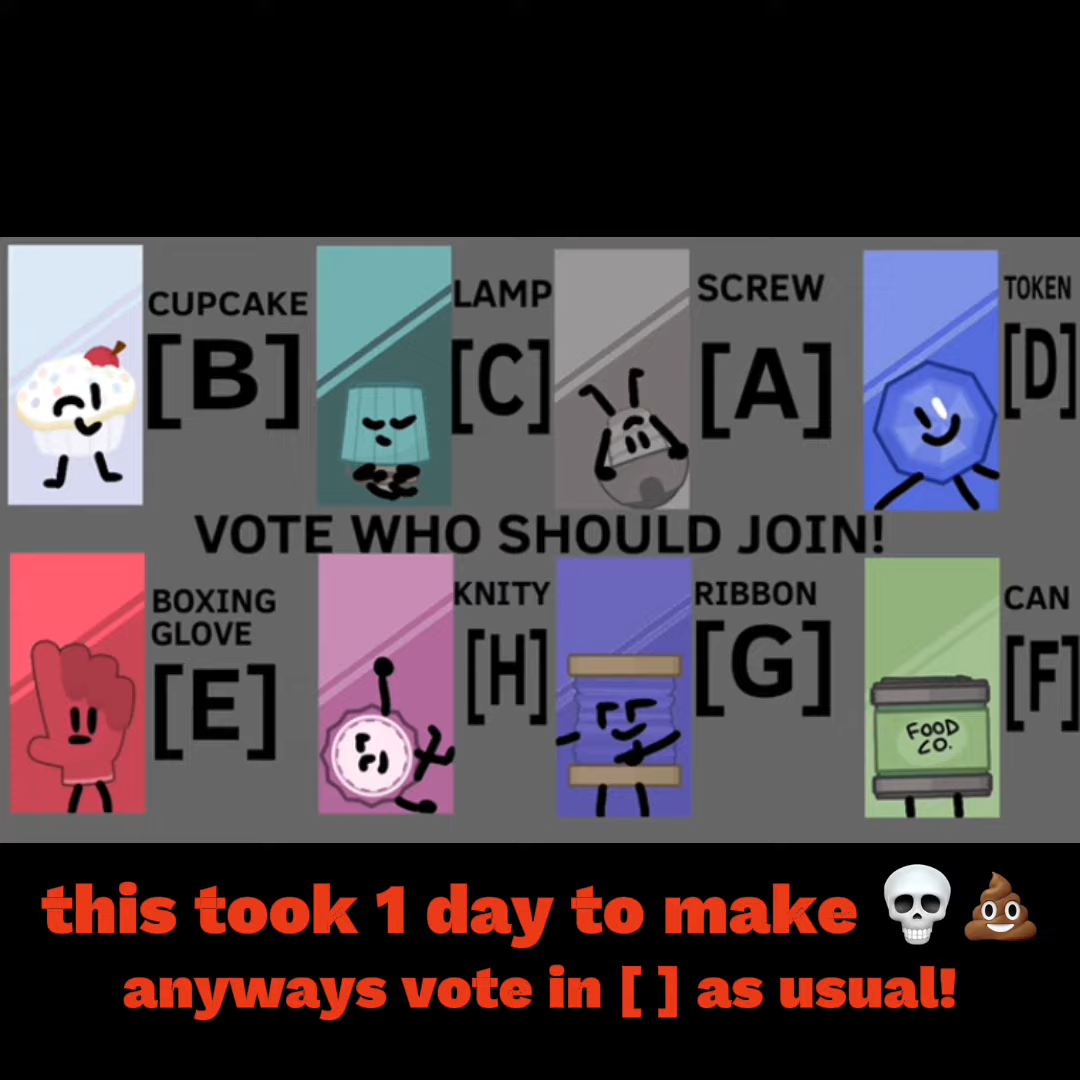 CUPCAKE
[B]
LAMP
[C]
SCREW
[A]
TOKEN
[D]
VOTE WHO SHOULD JOIN!
BOXING
GLOVE
[E]
KNITY
[H]
RIBBON
[G]
FOOD
CO.
CAN
[F]
this took 1 day to make 💀💩
anyways vote in [ ] as usual!